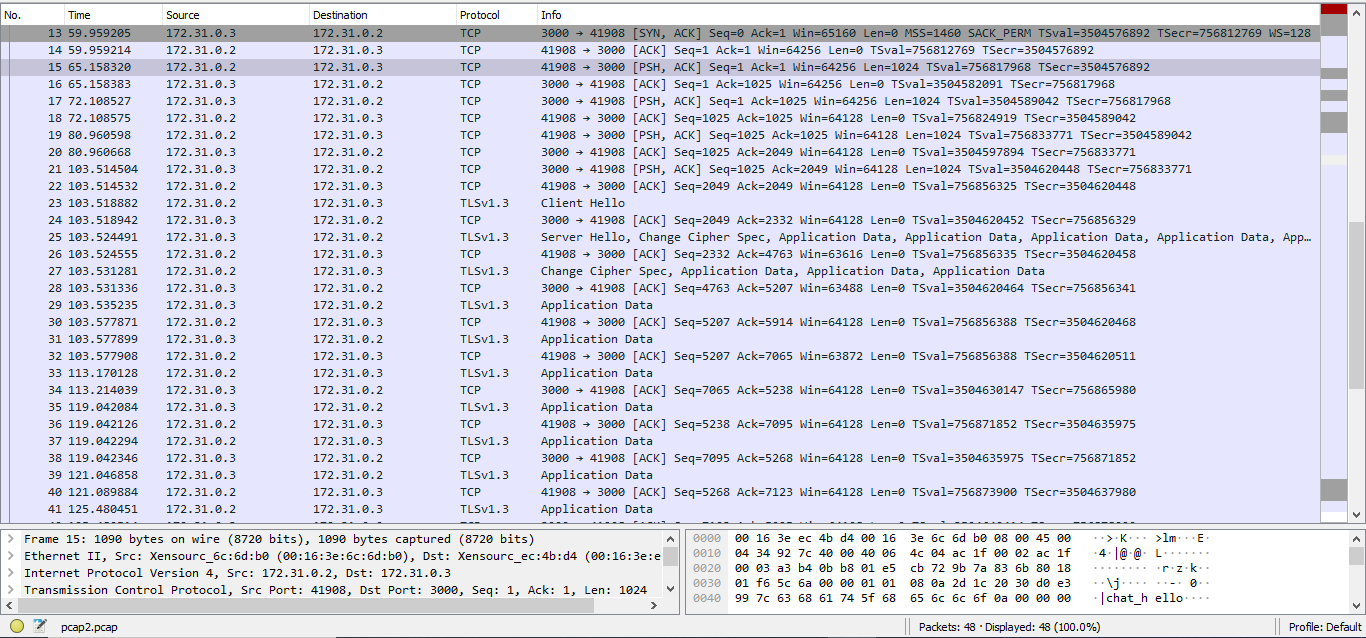 No. Time Source Destination Protocol Info
13 59.959205 172.31.0.3 172.31.0.2 TCP 3000 → 41908 [SYN, ACK] Seq=0 Ack=1 Win=65160 Len=0 MSS=1460 SACK_PERM TSval=3504576892 TSecr=756812769 WS=128
14 59.959214 172.31.0.2 172.31.0.3 TCP 41908 → 3000 [ACK] Seq=1 Ack=1 Win=64256 Len=0 TSval=756812769 TSecr=3504576892
15 65.158320 172.31.0.2 172.31.0.3 TCP 41908 → 3000 [PSH, ACK] Seq=1 Ack=1 Win=64256 Len=1024 TSval=756817968 TSecr=3504576892
16 65.158383 172.31.0.3 172.31.0.2 TCP 3000 → 41908 [ACK] Seq=1 Ack=1025 Win=64256 Len=0 TSval=3504582091 TSecr=756817968
17 72.108527 172.31.0.3 172.31.0.2 TCP 3000 → 41908 [PSH, ACK] Seq=1 Ack=1025 Win=64256 Len=1024 TSval=3504589042 TSecr=756817968
18 72.108575 172.31.0.2 172.31.0.3 TCP 41908 → 3000 [ACK] Seq=1025 Ack=1025 Win=64128 Len=0 TSval=756824919 TSecr=3504589042
19 80.960598 172.31.0.2 172.31.0.3 TCP 41908 → 3000 [PSH, ACK] Seq=1025 Ack=1025 Win=64128 Len=1024 TSval=756833771 TSecr=3504589042
20 80.960668 172.31.0.3 172.31.0.2 TCP 3000 → 41908 [ACK] Seq=1025 Ack=2049 Win=64128 Len=0 TSval=3504597894 TSecr=756833771
21 103.514504 172.31.0.3 172.31.0.2 TCP 3000 → 41908 [PSH, ACK] Seq=1025 Ack=2049 Win=64128 Len=1024 TSval=3504620448 TSecr=756833771
22 103.514532 172.31.0.2 172.31.0.3 TCP 41908 → 3000 [ACK] Seq=2049 Ack=2049 Win=64128 Len=0 TSval=756856325 TSecr=3504620448
23 103.518882 172.31.0.2 172.31.0.3 TLSv1.3 Client Hello
24 103.518942 172.31.0.3 172.31.0.2 TCP 3000 → 41908 [ACK] Seq=2049 Ack=2332 Win=64128 Len=0 TSval=3504620452 TSecr=756856329
25 103.524491 172.31.0.3 172.31.0.2 TLSv1.3 Server Hello, Change Cipher Spec, Application Data, Application Data, Application Data, Application Data, App…
26 103.524555 172.31.0.2 172.31.0.3 TCP 41908 → 3000 [ACK] Seq=2332 Ack=4763 Win=63616 Len=0 TSval=756856335 TSecr=3504620458
27 103.531281 172.31.0.2 172.31.0.3 TLSv1.3 Change Cipher Spec, Application Data, Application Data, Application Data
28 103.531336 172.31.0.3 172.31.0.2 TCP 3000 → 41908 [ACK] Seq=4763 Ack=5207 Win=63488 Len=0 TSval=3504620464 TSecr=756856341
29 103.535235 172.31.0.3 172.31.0.2 TLSv1.3 Application Data
30 103.577871 172.31.0.2 172.31.0.3 TCP 41908 → 3000 [ACK] Seq=5207 Ack=5914 Win=64128 Len=0 TSval=756856388 TSecr=3504620468
31 103.577899 172.31.0.3 172.31.0.2 TLSv1.3 Application Data
32 103.577908 172.31.0.2 172.31.0.3 TCP 41908 → 3000 [ACK] Seq=5207 Ack=7065 Win=63872 Len=0 TSval=756856388 TSecr=3504620511
33 113.170128 172.31.0.2 172.31.0.3 TLSv1.3 Application Data
34 113.214039 172.31.0.3 172.31.0.2 TCP 3000 → 41908 [ACK] Seq=7065 Ack=5238 Win=64128 Len=0 TSval=3504630147 TSecr=756865980
35 119.042084 172.31.0.3 172.31.0.2 TLSv1.3 Application Data
36 119.042126 172.31.0.2 172.31.0.3 TCP 41908 → 3000 [ACK] Seq=5238 Ack=7095 Win=64128 Len=0 TSval=756871852 TSecr=3504635975
37 119.042294 172.31.0.2 172.31.0.3 TLSv1.3 Application Data
38 119.042346 172.31.0.3 172.31.0.2 TCP 3000 → 41908 [ACK] Seq=7095 Ack=5268 Win=64128 Len=0 TSval=3504635975 TSecr=756871852
39 121.046858 172.31.0.3 172.31.0.2 TLSv1.3 Application Data
40 121.089884 172.31.0.2 172.31.0.3 TCP 41908 → 3000 [ACK] Seq=5268 Ack=7123 Win=64128 Len=0 TSval=756873900 TSecr=3504637980
41 125.480451 172.31.0.2 172.31.0.3 TLSv1.3 Application Data
Frame 15: 1090 bytes on wire (8720 bits), 1090 bytes captured (8720 bits)
Ethernet II, Src: Xensourc_6c:6d:b0 (00:16:3e:6c:6d:b0), Dst: Xensourc_ec:4b:d4 (00:16:3e:e
Internet Protocol Version 4, Src: 172.31.0.2, Dst: 172.31.0.3
Transmission Control Protocol, Src Port: 41908, Dst Port: 3000, Seq: 1, Ack: 1, Len: 1024
0000 00 16 3e ec 4b d4 00 16 3e 6c 6d b0 08 00 45 00 ··>·K··· >lm···E·
0010 04 34 92 7c 40 00 40 06 4c 04 ac 1f 00 02 ac 1f ·4·|@·@· L·······
0020 00 03 a3 b4 0b b8 01 e5 cb 72 9b 7a 83 6b 80 18 ········ ·r·z·k··
0030 01 f6 5c 6a 00 00 01 01 08 0a 2d 1c 20 30 d0 e3 ··\j···· ··-· 0··
0040 99 7c 63 68 61 74 5f 68 65 6c 6c 6f 0a 00 00 00 ·|chat_h ello····
pcap2.pcap
Packets: 48 · Displayed: 48 (100.0%)
Profile: Default